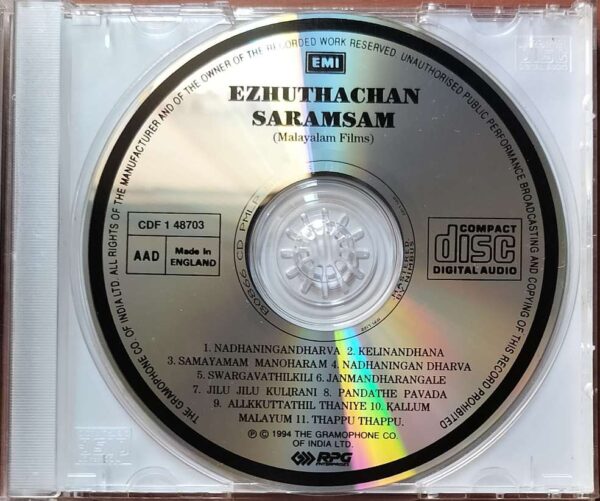 THE GRAMOPHONE CO. OF INDIA LTD. ALL RIGHTS OF THE MANUFACTURER AND OF THE OWNER OF THE RECORDED WORK RESERVED. UNAUTHORISED PUBLIC PERFORMANCE BROADCASTING AND COPYING OF THIS RECORD PROHIBITED
EMI
EZHUTHACHAN
SARAMSAM
(Malayalam Films)
CDF 1 48703
AAD
Made in
ENGLAND
COMPACT
disc
DIGITAL AUDIO
MASTERED
BY NIMBUS
1. NADHANINGANDHARVA 2. KELINANDHANA
3. SAMAYAMAM MANOHARAM 4. NADHANINGAN DHARVA
5. SWARGAVATHILKILI 6. JANMANDHARANGALE
7. JILU JILU KULIRANI 8. PANDATHE PAVADA
9. ALLKKUTTATHIL THANIYE 10. KALLUM
MALAYUM 11. THAPPU THAPPU.
℗ © 1994 THE GRAMOPHONE CO.
OF INDIA LTD.
RPG
ENTERPRISES